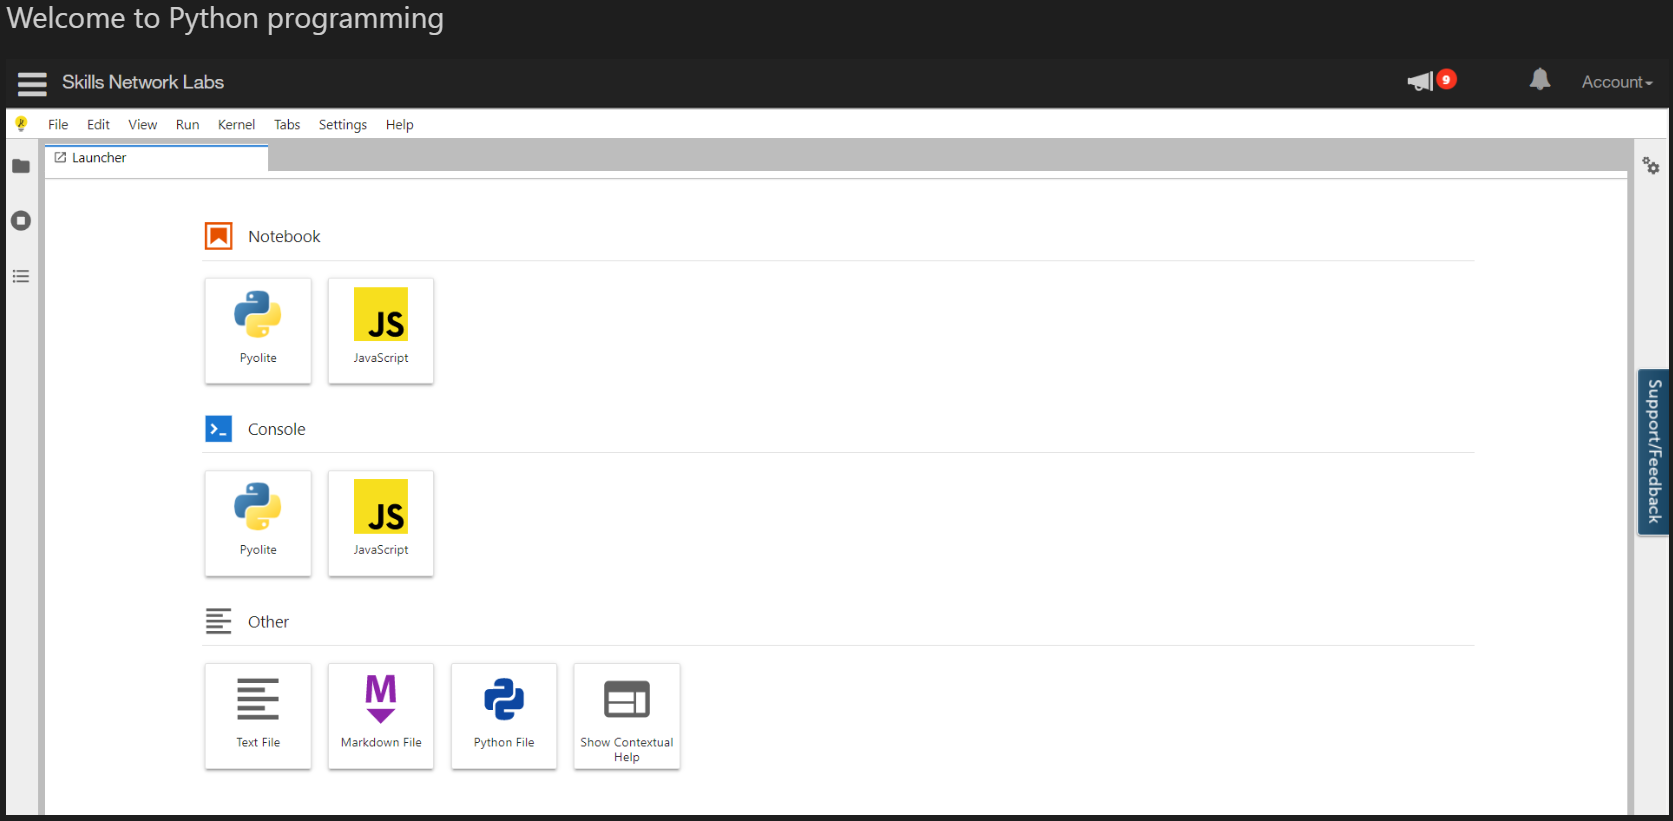 Welcome to Python programming
Skills Network Labs
9
Account
File Edit View Run Kernel Tabs Settings Help
Launcher
Notebook
Pyolite
JS
JavaScript
Console
Pyolite
JS
JavaScript
Other
Text File
M
Markdown File
Python File
Show Contextual
Help
Support/Feedback